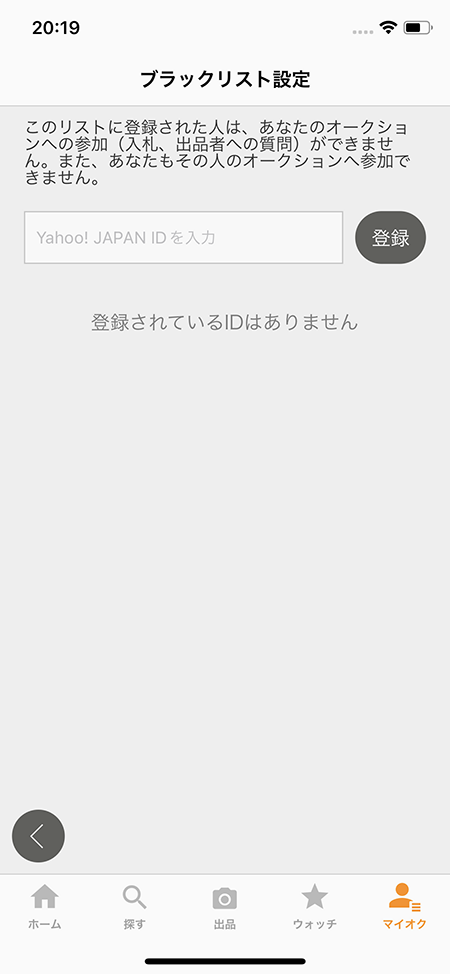 20:19
ブラックリスト設定
このリストに登録された人は、あなたのオークショ
ンへの参加（入札、出品者への質問）ができませ
ん。また、あなたもその人のオークションへ参加で
きません。
Yahoo! JAPAN IDを入力
登録
登録されているIDはありません
ホーム
探す
出品
ウォッチ
マイオク